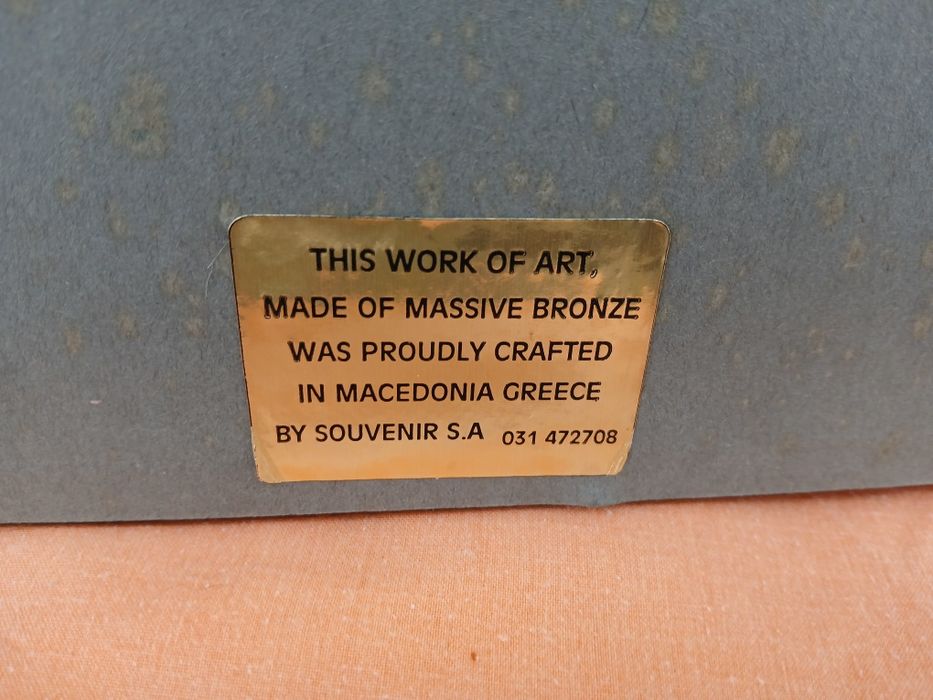 THIS WORK OF ART,
MADE OF MASSIVE BRONZE
WAS PROUDLY CRAFTED
IN MACEDONIA GREECE
BY SOUVENIR S.A 031 472708